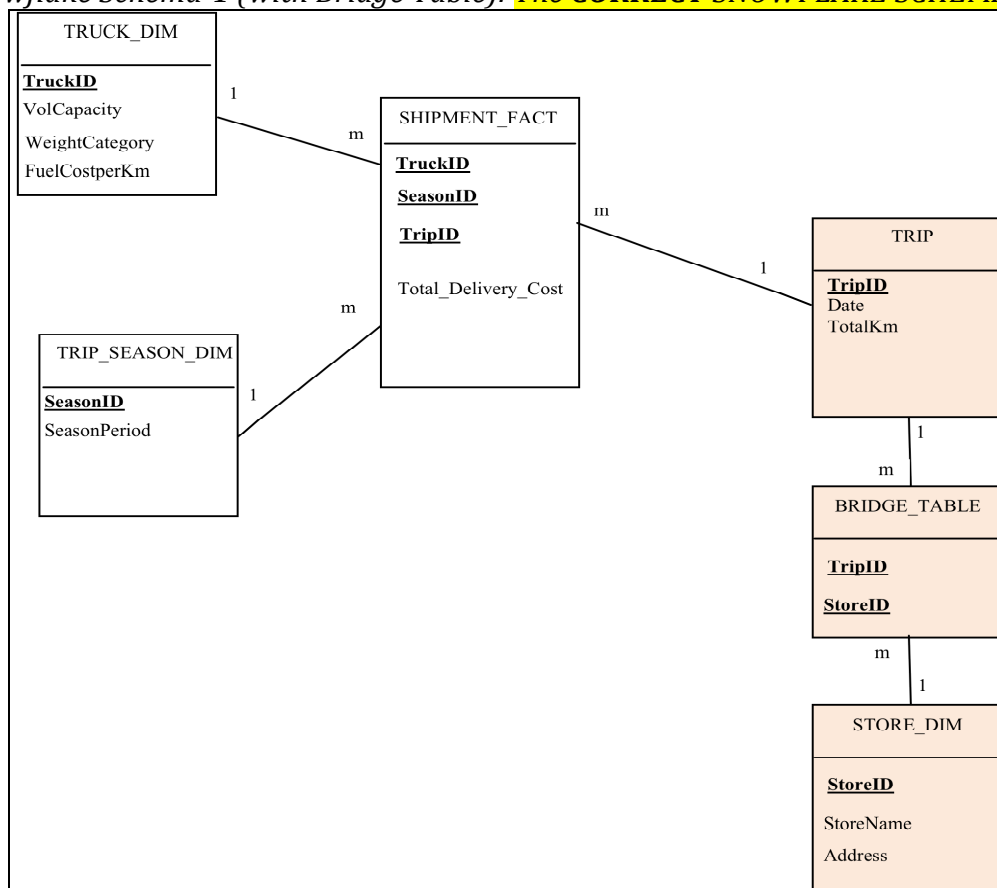 wflake Schema-1 (with Bridge Table): The CORRECT SNOWFLAKE SCHEMA
TRUCK_DIM
TruckID
VolCapacity
WeightCategory
FuelCostperKm
1
m
SHIPMENT_FACT
TruckID
SeasonID
TripID
Total_Delivery_Cost
m
1
TRIP
TripID
Date
TotalKm
m
1
TRIP_SEASON_DIM
SeasonID
SeasonPeriod
1
m
BRIDGE_TABLE
TripID
StoreID
m
1
STORE_DIM
StoreID
StoreName
Address